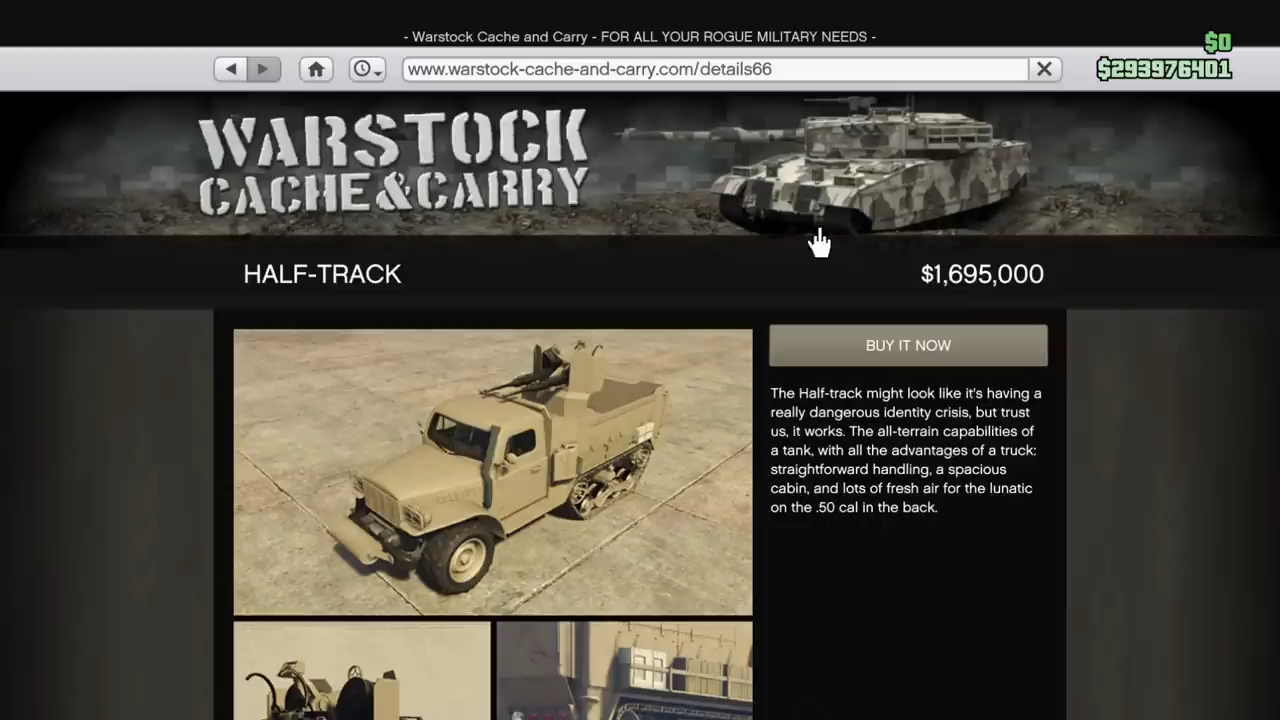 - Warstock Cache and Carry - FOR ALL YOUR ROGUE MILITARY NEEDS -
$0
www.warstock-cache-and-carry.com/details66
$293976401
WARSTOCK
CACHE&CARRY
HALF-TRACK
$1,695,000
BUY IT NOW
The Half-track might look like it's having a
really dangerous identity crisis, but trust
us, it works. The all-terrain capabilities of
a tank, with all the advantages of a truck:
straightforward handling, a spacious
cabin, and lots of fresh air for the lunatic
on the .50 cal in the back.